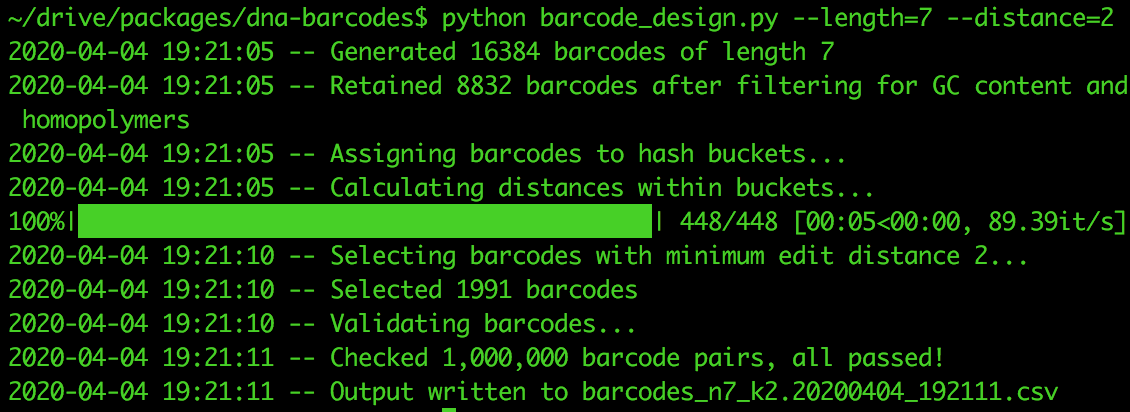 ~/drive/packages/dna-barcodes$ python barcode_design.py --length=7 --distance=2
2020-04-04 19:21:05 -- Generated 16384 barcodes of length 7
2020-04-04 19:21:05 -- Retained 8832 barcodes after filtering for GC content and
 homopolymers
2020-04-04 19:21:05 -- Assigning barcodes to hash buckets...
2020-04-04 19:21:05 -- Calculating distances within buckets...
100%|██████████| 448/448 [00:05<00:00, 89.39it/s]
2020-04-04 19:21:10 -- Selecting barcodes with minimum edit distance 2...
2020-04-04 19:21:10 -- Selected 1991 barcodes
2020-04-04 19:21:10 -- Validating barcodes...
2020-04-04 19:21:11 -- Checked 1,000,000 barcode pairs, all passed!
2020-04-04 19:21:11 -- Output written to barcodes_n7_k2.20200404_192111.csv